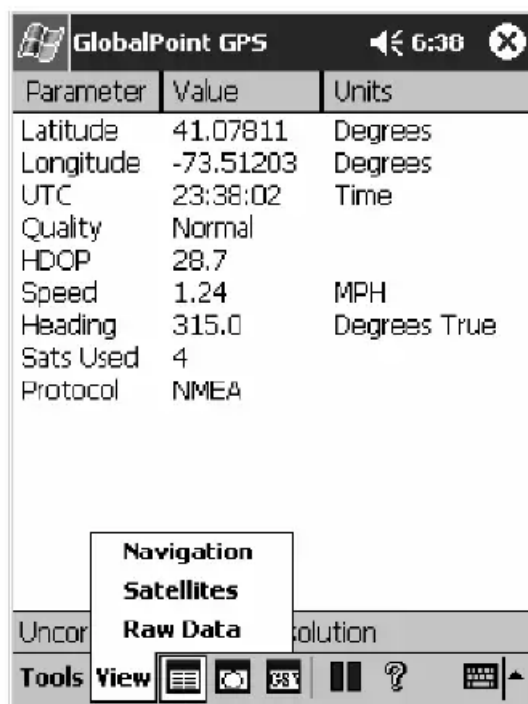 GlobalPoint GPS 6:38
Parameter Value Units
Latitude 41.07811 Degrees
Longitude -73.51203 Degrees
UTC 23:38:02 Time
Quality Normal
HDOP 28.7
Speed 1.24 MPH
Heading 315.0 Degrees True
Sats Used 4
Protocol NMEA
Navigation
Satellites
Raw Data
Uncor olution
Tools View